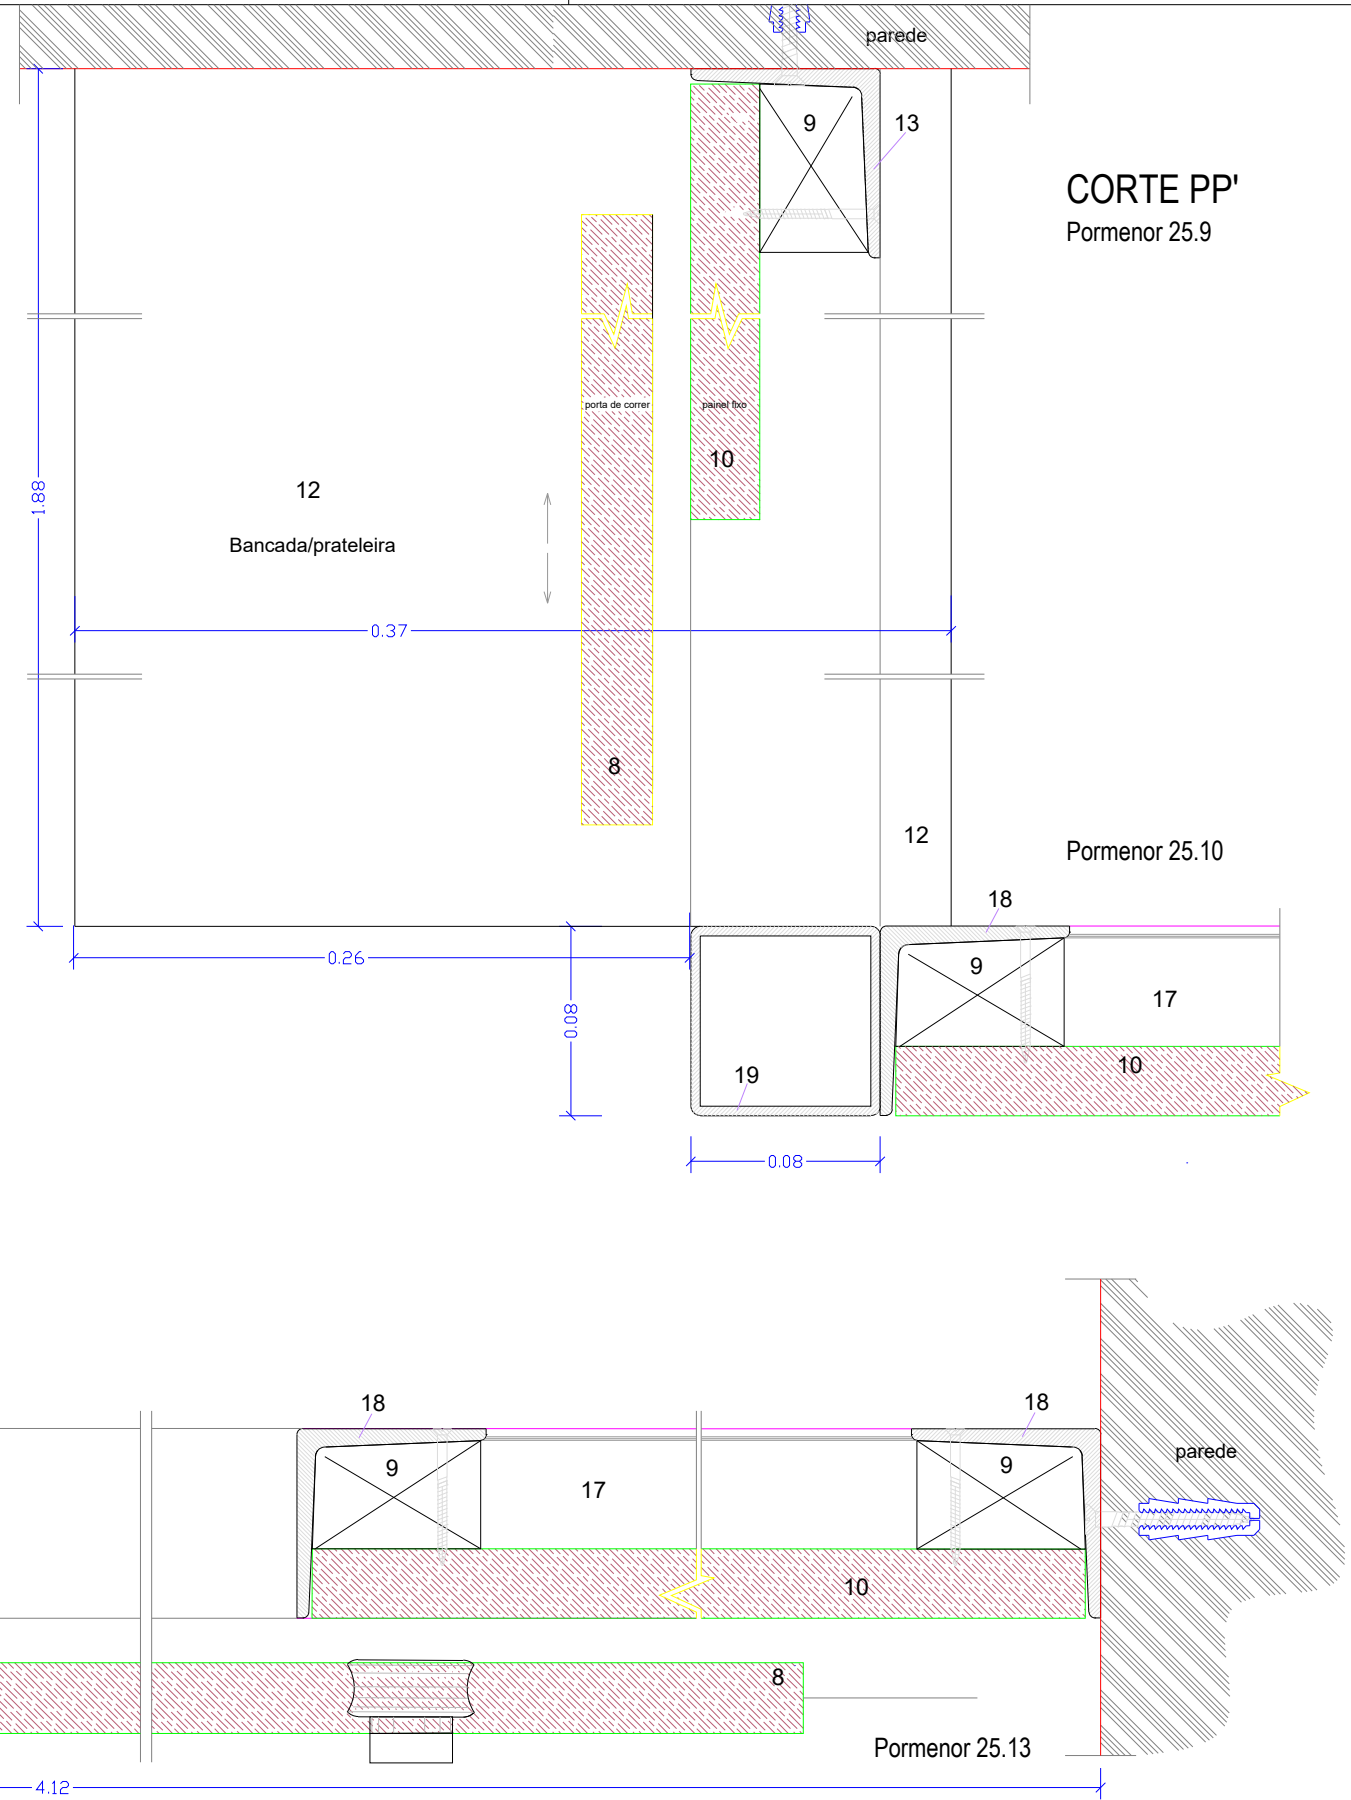 parede
9
13
CORTE PP'
Pormenor 25.9
porta de correr
painel fixo
10
1.88
12
Bancada/prateleira
0.37
8
12
Pormenor 25.10
18
0.26
9
17
0.08
10
19
0.08
18
18
9
9
parede
17
10
8
Pormenor 25.13
4.12